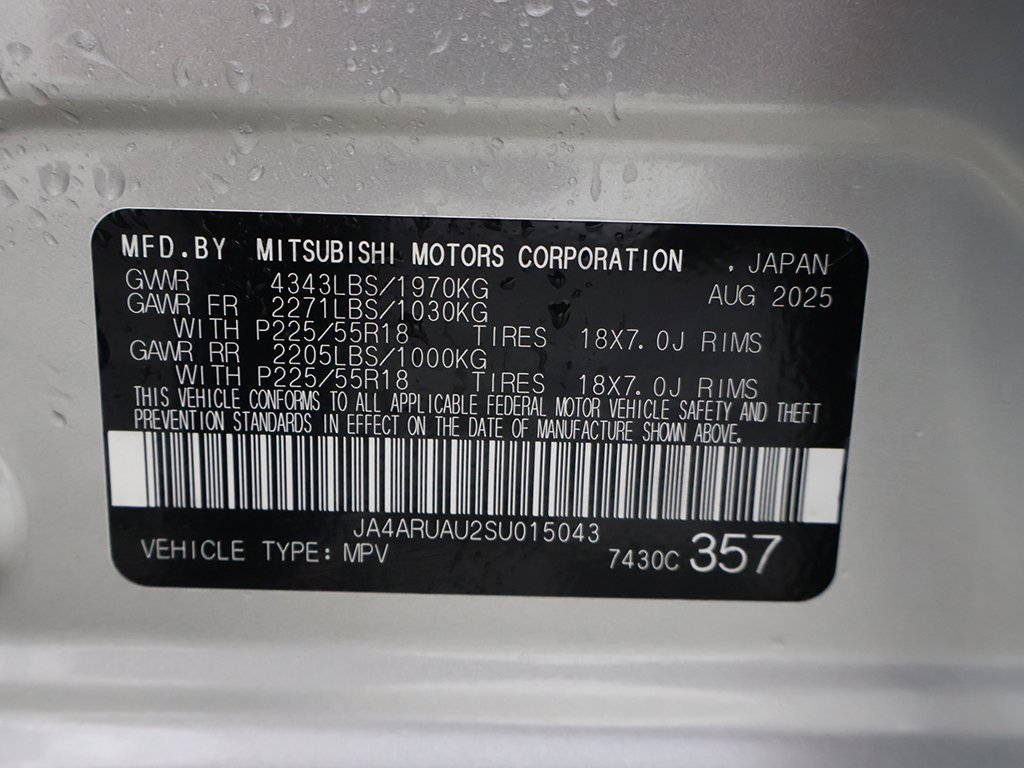 MFD.BY MITSUBISHI MOTORS CORPORATION , JAPAN
GVWR 4343LBS/1970KG AUG 2025
GAWR FR 2271LBS/1030KG
WITH P225/55R18 TIRES 18X7.0J RIMS
GAWR RR 2205LBS/1000KG
WITH P225/55R18 TIRES 18X7.0J RIMS
THIS VEHICLE CONFORMS TO ALL APPLICABLE FEDERAL MOTOR VEHICLE SAFETY AND THEFT
PREVENTION STANDARDS IN EFFECT ON THE DATE OF MANUFACTURE SHOWN ABOVE.
JA4ARUAU2SU015043
VEHICLE TYPE: MPV 7430C 357